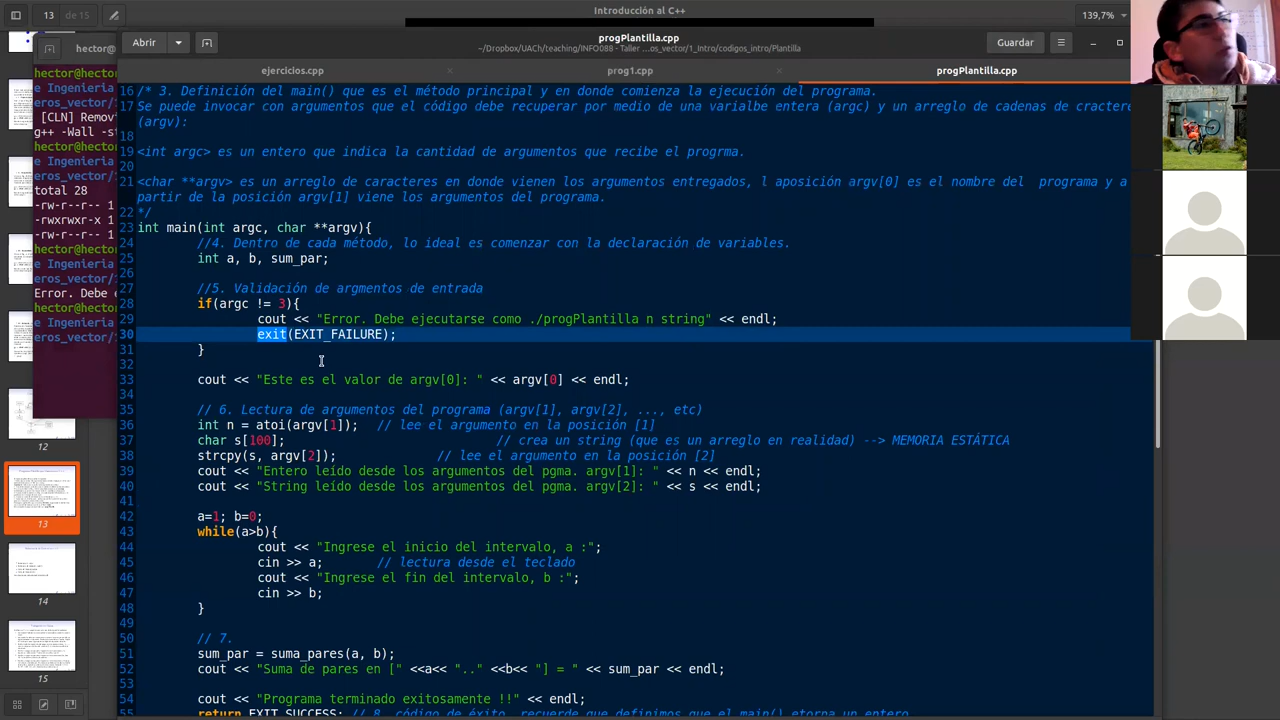 13 de 15
Introducción al C++
139,7%
hector@
Abrir
progPlantilla.cpp
~/Dropbox/UACh/teaching/INFO088 - Taller ...os_vector/1_Intro/codigos_intro/Plantilla
Guardar
ejercicios.cpp
prog1.cpp
progPlantilla.cpp
hector@hector
e Ingenieria
eros_vector/
[CLN] Remov
g++ -Wall -st
hector@hector
e Ingenieria
eros_vector/
total 28
-rw-r--r-- 1
-rwxrwxr-x 1
-rw-r--r-- 1
hector@hector
e Ingenieria
eros_vector/
Error. Debe
hector@hector
e Ingenieria
eros_vector/
16 /* 3. Definición del main() que es el método principal y en donde comienza la ejecución del programa.
17 Se puede invocar con argumentos que el código debe recuperar por medio de una varialbe entera (argc) y un arreglo de cadenas de cracteres
(argv):
18
19 <int argc> es un entero que indica la cantidad de argumentos que recibe el progrma.
20
21 <char **argv> es un arreglo de caracteres en donde vienen los argumentos entregados, l aposición argv[0] es el nombre del  programa y a
partir de la posición argv[1] viene los argumentos del programa.
22 */
23 int main(int argc, char **argv){
24 //4. Dentro de cada método, lo ideal es comenzar con la declaración de variables.
25 int a, b, sum_par;
26
27 //5. Validación de argmentos de entrada
28 if(argc != 3){
29 cout << "Error. Debe ejecutarse como ./progPlantilla n string" << endl;
30 exit(EXIT_FAILURE);
31 }
32
33 cout << "Este es el valor de argv[0]: " << argv[0] << endl;
34
35 // 6. Lectura de argumentos del programa (argv[1], argv[2], ..., etc)
36 int n = atoi(argv[1]); // lee el argumento en la posición [1]
37 char s[100]; // crea un string (que es un arreglo en realidad) --> MEMORIA ESTÁTICA
38 strcpy(s, argv[2]); // lee el argumento en la posición [2]
39 cout << "Entero leído desde los argumentos del pgma. argv[1]: " << n << endl;
40 cout << "String leído desde los argumentos del pgma. argv[2]: " << s << endl;
41
42 a=1; b=0;
43 while(a>b){
44 cout << "Ingrese el inicio del intervalo, a :";
45 cin >> a; // lectura desde el teclado
46 cout << "Ingrese el fin del intervalo, b :";
47 cin >> b;
48 }
49
50 // 7.
51 sum_par = suma_pares(a, b);
52 cout << "Suma de pares en [" <<a<< ".." <<b<< "] = " << sum_par << endl;
53
54 cout << "Programa terminado exitosamente !!" << endl;
55 return EXIT_SUCCESS; // 8. código de éxito, recuerde que definimos que el main() etorna un entero
12
13
14
15